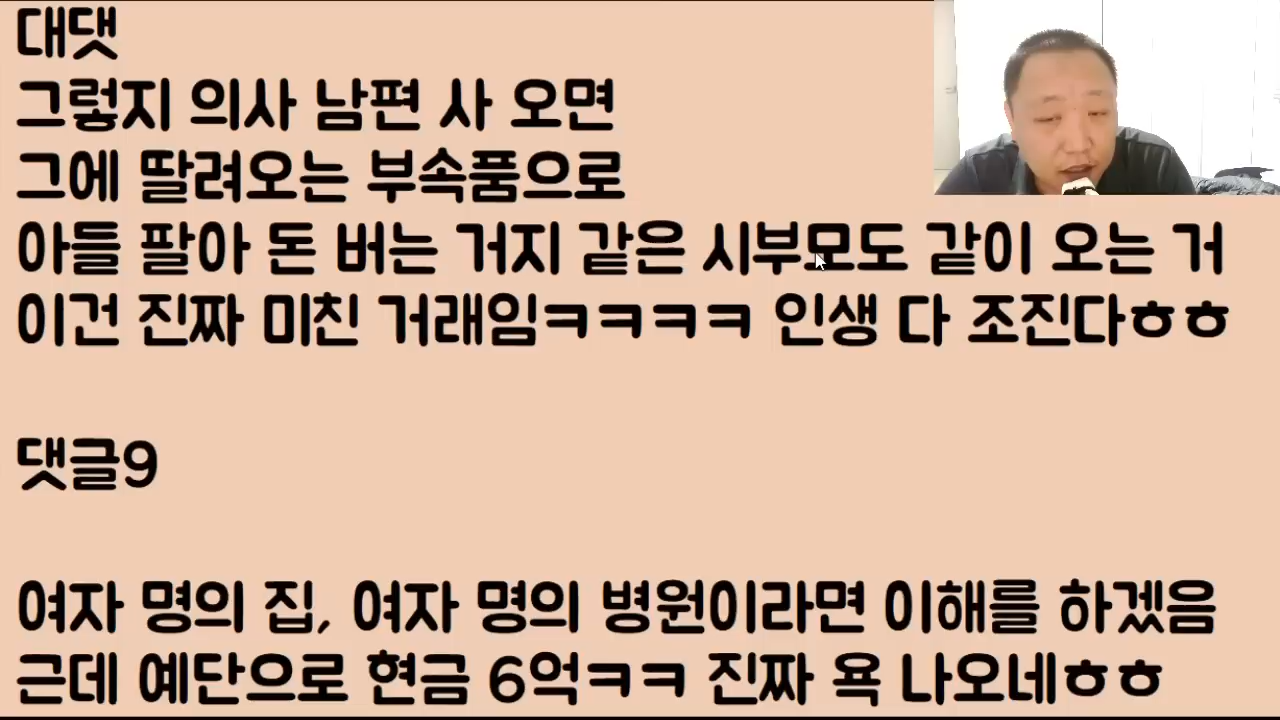 대댓
그렇지 의사 남편 사 오면
그에 딸려오는 부속품으로
아들 팔아 돈 버는 거지 같은 시부모도 같이 오는 거
이건 진짜 미친 거래임ㅋㅋㅋㅋ 인생 다 조진다ㅎㅎ
댓글9
여자 명의 집, 여자 명의 병원이라면 이해를 하겠음
근데 예단으로 현금 6억ㅋㅋ 진짜 욕 나오네ㅎㅎ